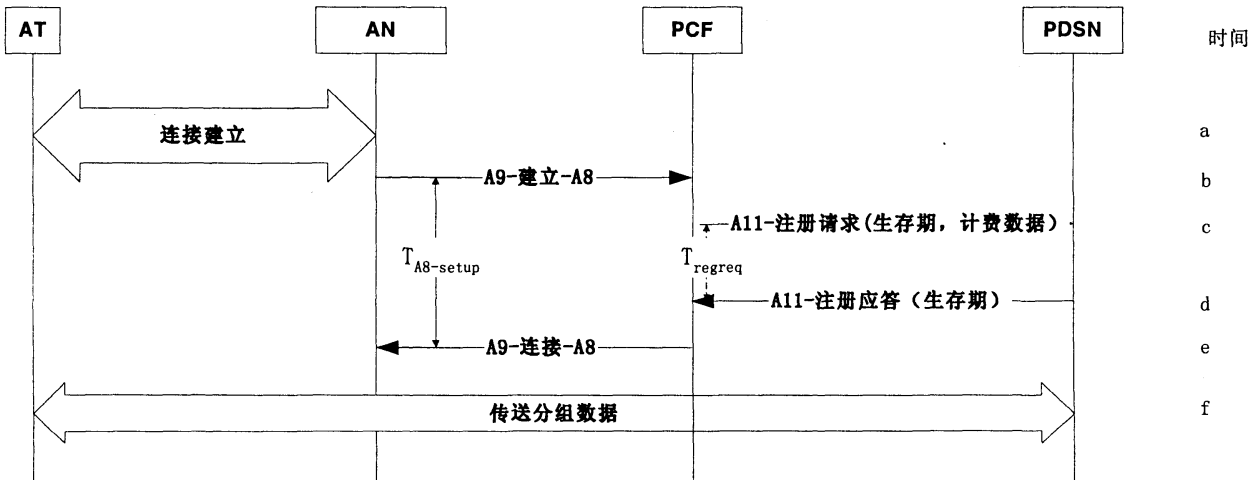 AT
AN
PCF
PDSN
时间
连接建立
a
A9-建立-A8
b
A11-注册请求(生存期，计费数据）
c
T A8-setup
T regreq
A11-注册应答（生存期）
d
A9-连接-A8
e
传送分组数据
f